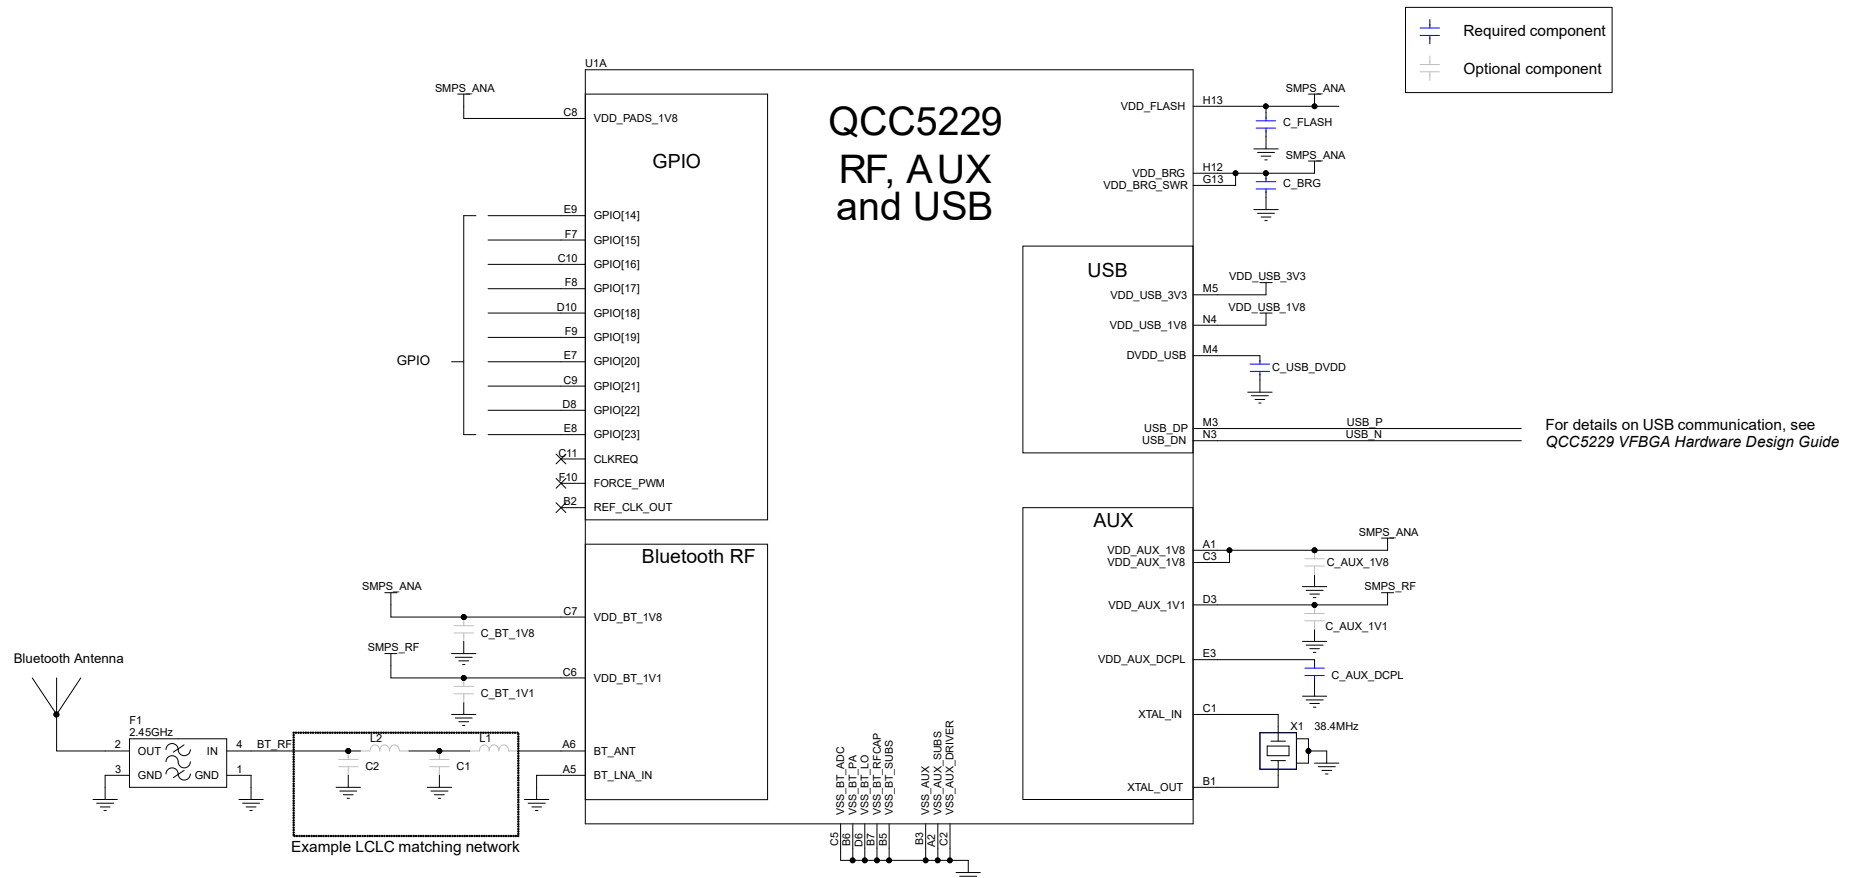 Required component
Optional component
U1A
QCC5229
RF, AUX
and USB
SMPS_ANA
C8 VDD_PADS_1V8
GPIO
E9 GPIO[14]
F7 GPIO[15]
C10 GPIO[16]
F8 GPIO[17]
D10 GPIO[18]
F9 GPIO[19]
GPIO
E7 GPIO[20]
C9 GPIO[21]
D8 GPIO[22]
E8 GPIO[23]
C11 CLKREQ
F10 FORCE_PWM
B2 REF_CLK_OUT
Bluetooth RF
SMPS_ANA
C7 VDD_BT_1V8
C_BT_1V8
SMPS_RF
C6 VDD_BT_1V1
C_BT_1V1
Bluetooth Antenna
F1
2.45GHz
2 OUT IN 4 BT_RF
3 GND GND 1
L2 L1
C2 C1
A6 BT_ANT
A5 BT_LNA_IN
Example LCLC matching network
VDD_FLASH H13 SMPS_ANA
C_FLASH
SMPS_ANA
VDD_BRG H12
VDD_BRG_SWR G13
C_BRG
USB
VDD_USB_3V3
VDD_USB_3V3 M5
VDD_USB_1V8
VDD_USB_1V8 N4
DVDD_USB M4
C_USB_DVDD
USB_DP M3 USB_P
USB_DN N3 USB_N
For details on USB communication, see
QCC5229 VFBGA Hardware Design Guide
AUX
SMPS_ANA
VDD_AUX_1V8 A1
VDD_AUX_1V8 C3
C_AUX_1V8
SMPS_RF
VDD_AUX_1V1 D3
C_AUX_1V1
VDD_AUX_DCPL E3
C_AUX_DCPL
XTAL_IN C1
X1 38.4MHz
XTAL_OUT B1
VSS_BT_ADC C5
VSS_BT_PA B6
VSS_BT_LO D6
VSS_BT_RFCAP B7
VSS_BT_SUBS B5
VSS_AUX B3
VSS_AUX_SUBS A2
VSS_AUX_DRIVER C2